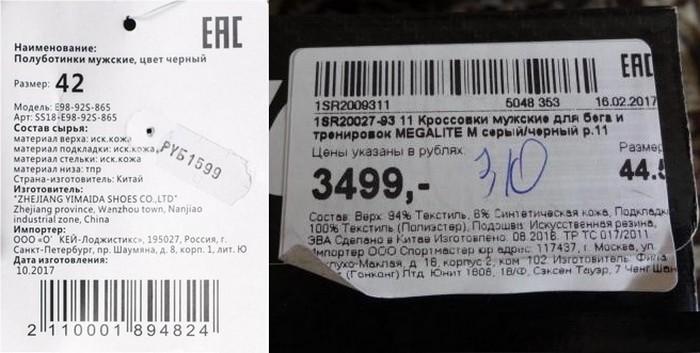 EAC
Наименование:
Полуботинки мужские, цвет черный
Размер: 42
Модель: E98-92S-865
Арт: SS18-E98-92S-865
Состав сырья:
материал верха: иск.кожа
материал подкладки: иск.кожа
материал стельки: иск.кожа
материал низа: тпр
Страна-изготовитель: Китай
Изготовитель:
"ZHEJIANG YIMAIDA SHOES CO.,LTD"
Zhejiang province, Wenzhou town, Nanjiao
industrial zone, China
Импортер:
ООО «О' КЕЙ-Лоджистикс», 195027, Россия, г.
Санкт-Петербург, пр. Шаумяна, д. 8, корп. 1, лит. Ю
Дата изготовления:
10.2017
2 110001 894824
РУБ1599
EAC
1SR2009311 5048 353 16.02.2017
1SR20027-93 11 Кроссовки мужские для бега и
тренировок MEGALITE M серый/черный р.11
Цены указаны в рублях Размер
3499,- 310 44.5
Состав: Верх: 94% Текстиль, 6% Синтетическая кожа, Подкладка
100% Текстиль (Полиэстер), Подошва: Искусственная резина,
ЭВА Сделано в Китае Изготовлено: 08.2016. ТР ТС 017/2011.
Импортер ООО Спортмастер юр адрес: 117437, г. Москва, ул.
клухо-Маклая, д. 18, корпус 2, ком. 102 Изготовитель: Фила
(Гонконг) Лтд Юнит 1606, 16/Ф, Сэксен Тауэр, 7